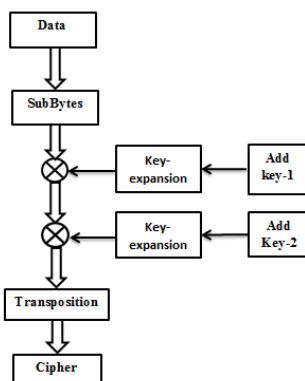 Data
SubBytes
Key-
expansion
Add
key-1
Key-
expansion
Add
Key-2
Transposition
Cipher